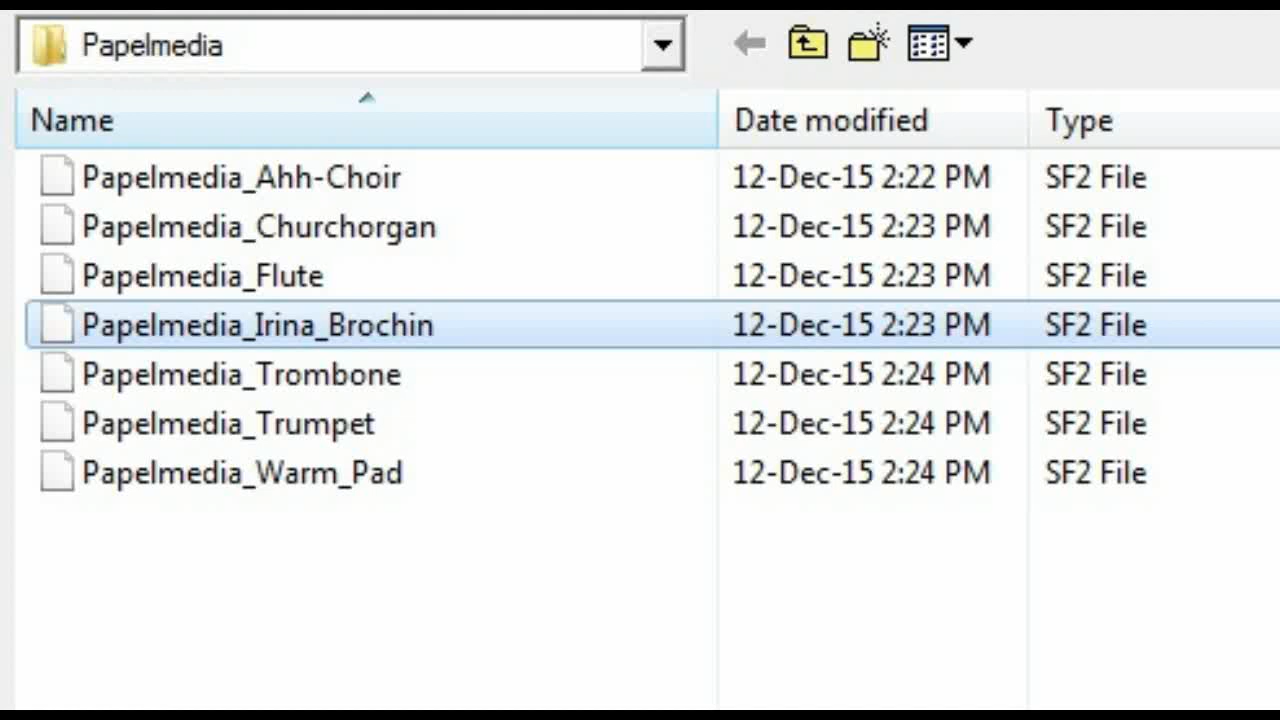 Papelmedia
Name Date modified Type
Papelmedia_Ahh-Choir 12-Dec-15 2:22 PM SF2 File
Papelmedia_Churchorgan 12-Dec-15 2:23 PM SF2 File
Papelmedia_Flute 12-Dec-15 2:23 PM SF2 File
Papelmedia_Irina_Brochin 12-Dec-15 2:23 PM SF2 File
Papelmedia_Trombone 12-Dec-15 2:24 PM SF2 File
Papelmedia_Trumpet 12-Dec-15 2:24 PM SF2 File
Papelmedia_Warm_Pad 12-Dec-15 2:24 PM SF2 File